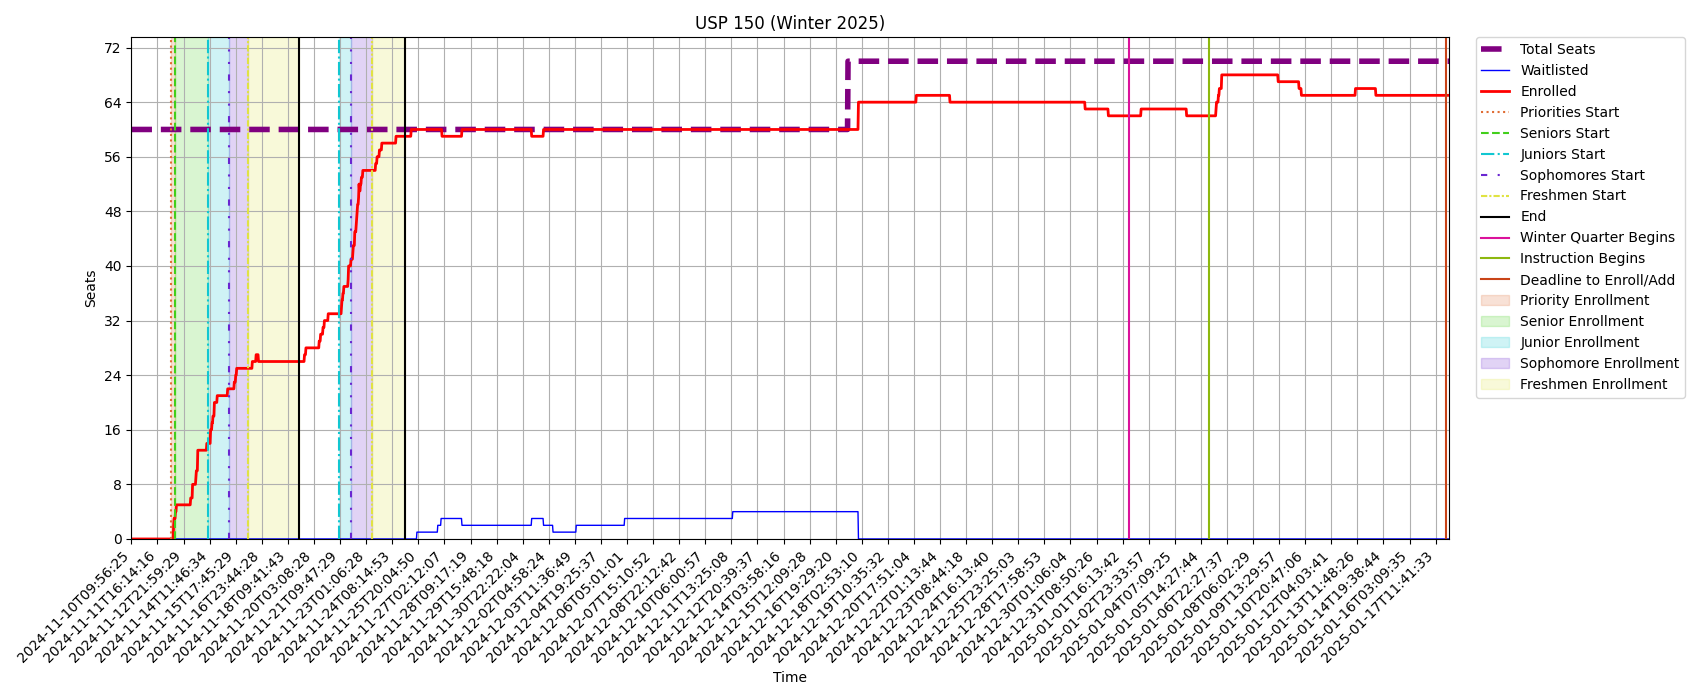 USP 150 (Winter 2025)
Seats
72
64
56
48
40
32
24
16
8
0
2024-11-10T09:56:25
2024-11-11T16:14:16
2024-11-12T21:59:29
2024-11-14T11:46:34
2024-11-15T17:45:29
2024-11-16T23:44:28
2024-11-18T09:41:43
2024-11-20T03:08:28
2024-11-21T09:47:29
2024-11-23T01:06:28
2024-11-24T08:14:53
2024-11-25T20:04:50
2024-11-27T02:12:07
2024-11-28T09:17:19
2024-11-29T15:48:18
2024-11-30T22:22:04
2024-12-02T04:58:24
2024-12-03T11:36:49
2024-12-04T19:25:37
2024-12-06T05:01:01
2024-12-07T15:10:52
2024-12-08T22:12:42
2024-12-10T06:00:57
2024-12-11T13:25:08
2024-12-12T20:39:37
2024-12-14T03:58:16
2024-12-15T12:09:28
2024-12-16T19:29:20
2024-12-18T02:53:10
2024-12-19T10:35:32
2024-12-20T17:51:04
2024-12-22T01:13:44
2024-12-23T08:44:18
2024-12-24T16:13:40
2024-12-25T23:25:03
2024-12-28T17:58:53
2024-12-30T01:06:04
2024-12-31T08:50:26
2025-01-01T16:13:42
2025-01-02T23:33:57
2025-01-04T07:09:25
2025-01-05T14:27:44
2025-01-06T22:27:37
2025-01-08T06:02:29
2025-01-09T13:29:57
2025-01-10T20:47:06
2025-01-12T04:03:41
2025-01-13T11:48:26
2025-01-14T19:38:44
2025-01-16T03:09:35
2025-01-17T11:41:33
Time
Total Seats
Waitlisted
Enrolled
Priorities Start
Seniors Start
Juniors Start
Sophomores Start
Freshmen Start
End
Winter Quarter Begins
Instruction Begins
Deadline to Enroll/Add
Priority Enrollment
Senior Enrollment
Junior Enrollment
Sophomore Enrollment
Freshmen Enrollment